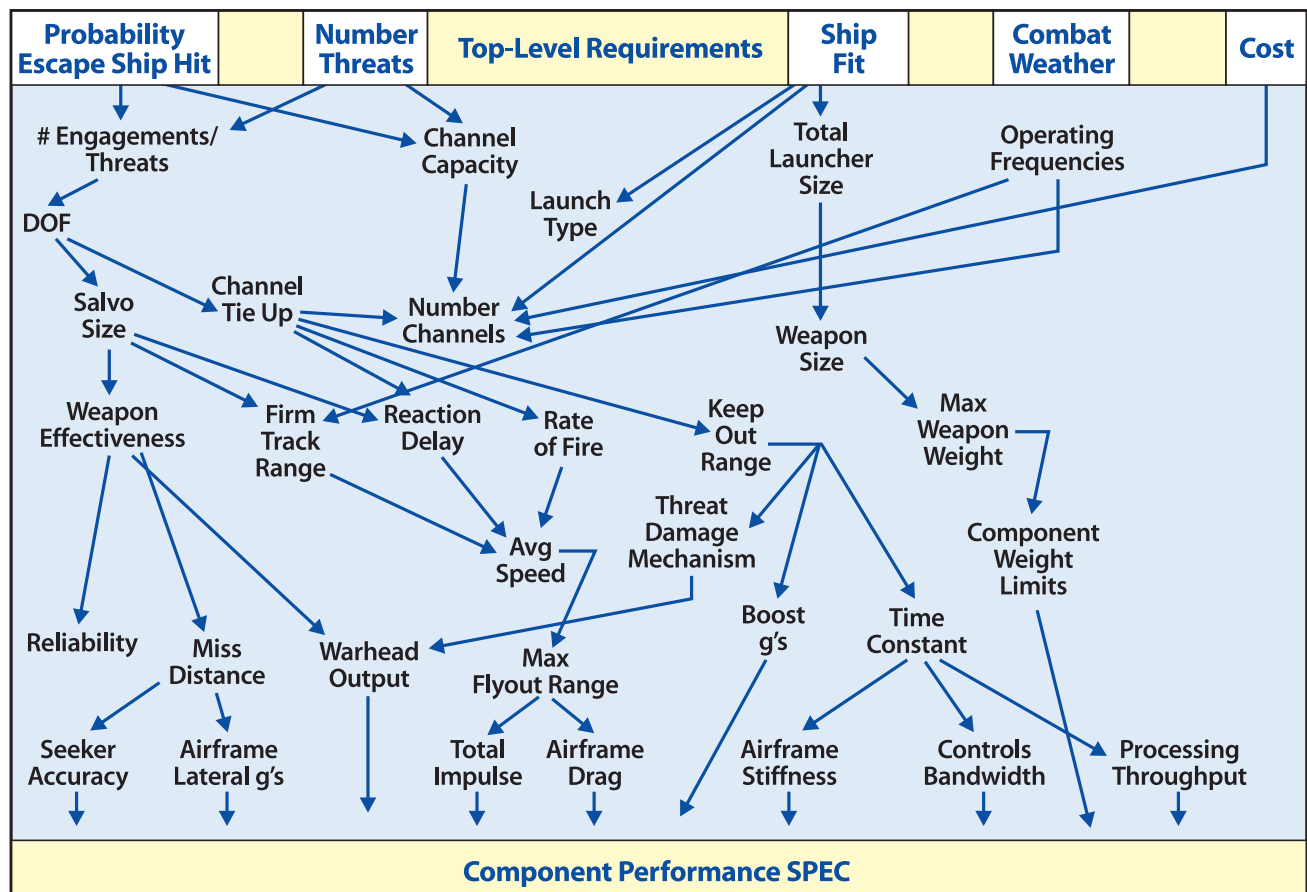 Probability
Escape Ship Hit
Number
Threats
Top-Level Requirements
Ship
Fit
Combat
Weather
Cost
# Engagements/
Threats
Channel
Capacity
Total
Launcher
Size
Operating
Frequencies
Launch
Type
DOF
Salvo
Size
Channel
Tie Up
Number
Channels
Weapon
Size
Weapon
Effectiveness
Firm
Track
Range
Reaction
Delay
Rate
of Fire
Keep
Out
Range
Max
Weapon
Weight
Threat
Damage
Mechanism
Avg
Speed
Component
Weight
Limits
Reliability
Miss
Distance
Warhead
Output
Max
Flyout Range
Boost
g's
Time
Constant
Seeker
Accuracy
Airframe
Lateral g's
Total
Impulse
Airframe
Drag
Airframe
Stiffness
Controls
Bandwidth
Processing
Throughput
Component Performance SPEC